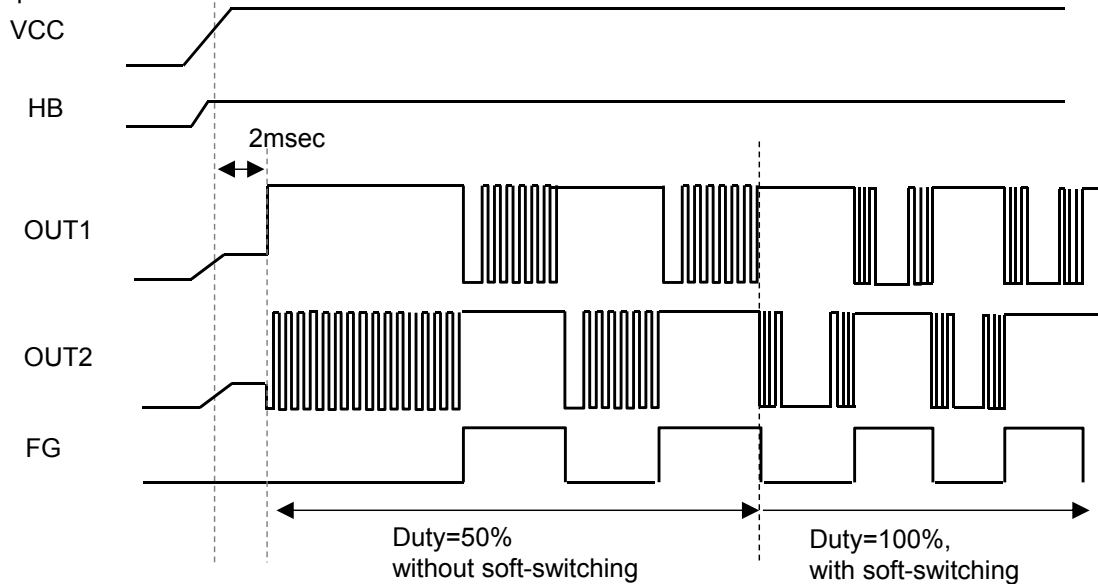 VCC
HB
2msec
OUT1
OUT2
FG
Duty=50%
without soft-switching
Duty=100%,
with soft-switching